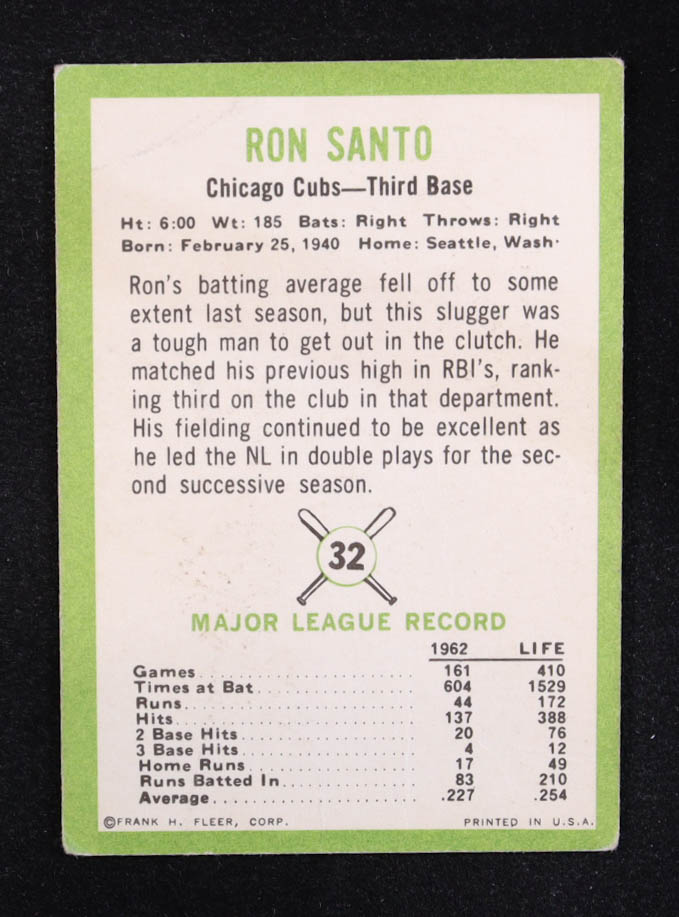 RON SANTO
Chicago Cubs—Third Base
Ht: 6:00 Wt: 185 Bats: Right Throws: Right
Born: February 25, 1940 Home: Seattle, Wash.
Ron's batting average fell off to some
extent last season, but this slugger was
a tough man to get out in the clutch. He
matched his previous high in RBI's, rank-
ing third on the club in that department.
His fielding continued to be excellent as
he led the NL in double plays for the sec-
ond successive season.
32
MAJOR LEAGUE RECORD
1962 LIFE
Games 161 410
Times at Bat 604 1529
Runs 44 172
Hits 137 388
2 Base Hits 20 76
3 Base Hits 4 12
Home Runs 17 49
Runs Batted In 83 210
Average .227 .254
©FRANK H. FLEER, CORP. PRINTED IN U.S.A.